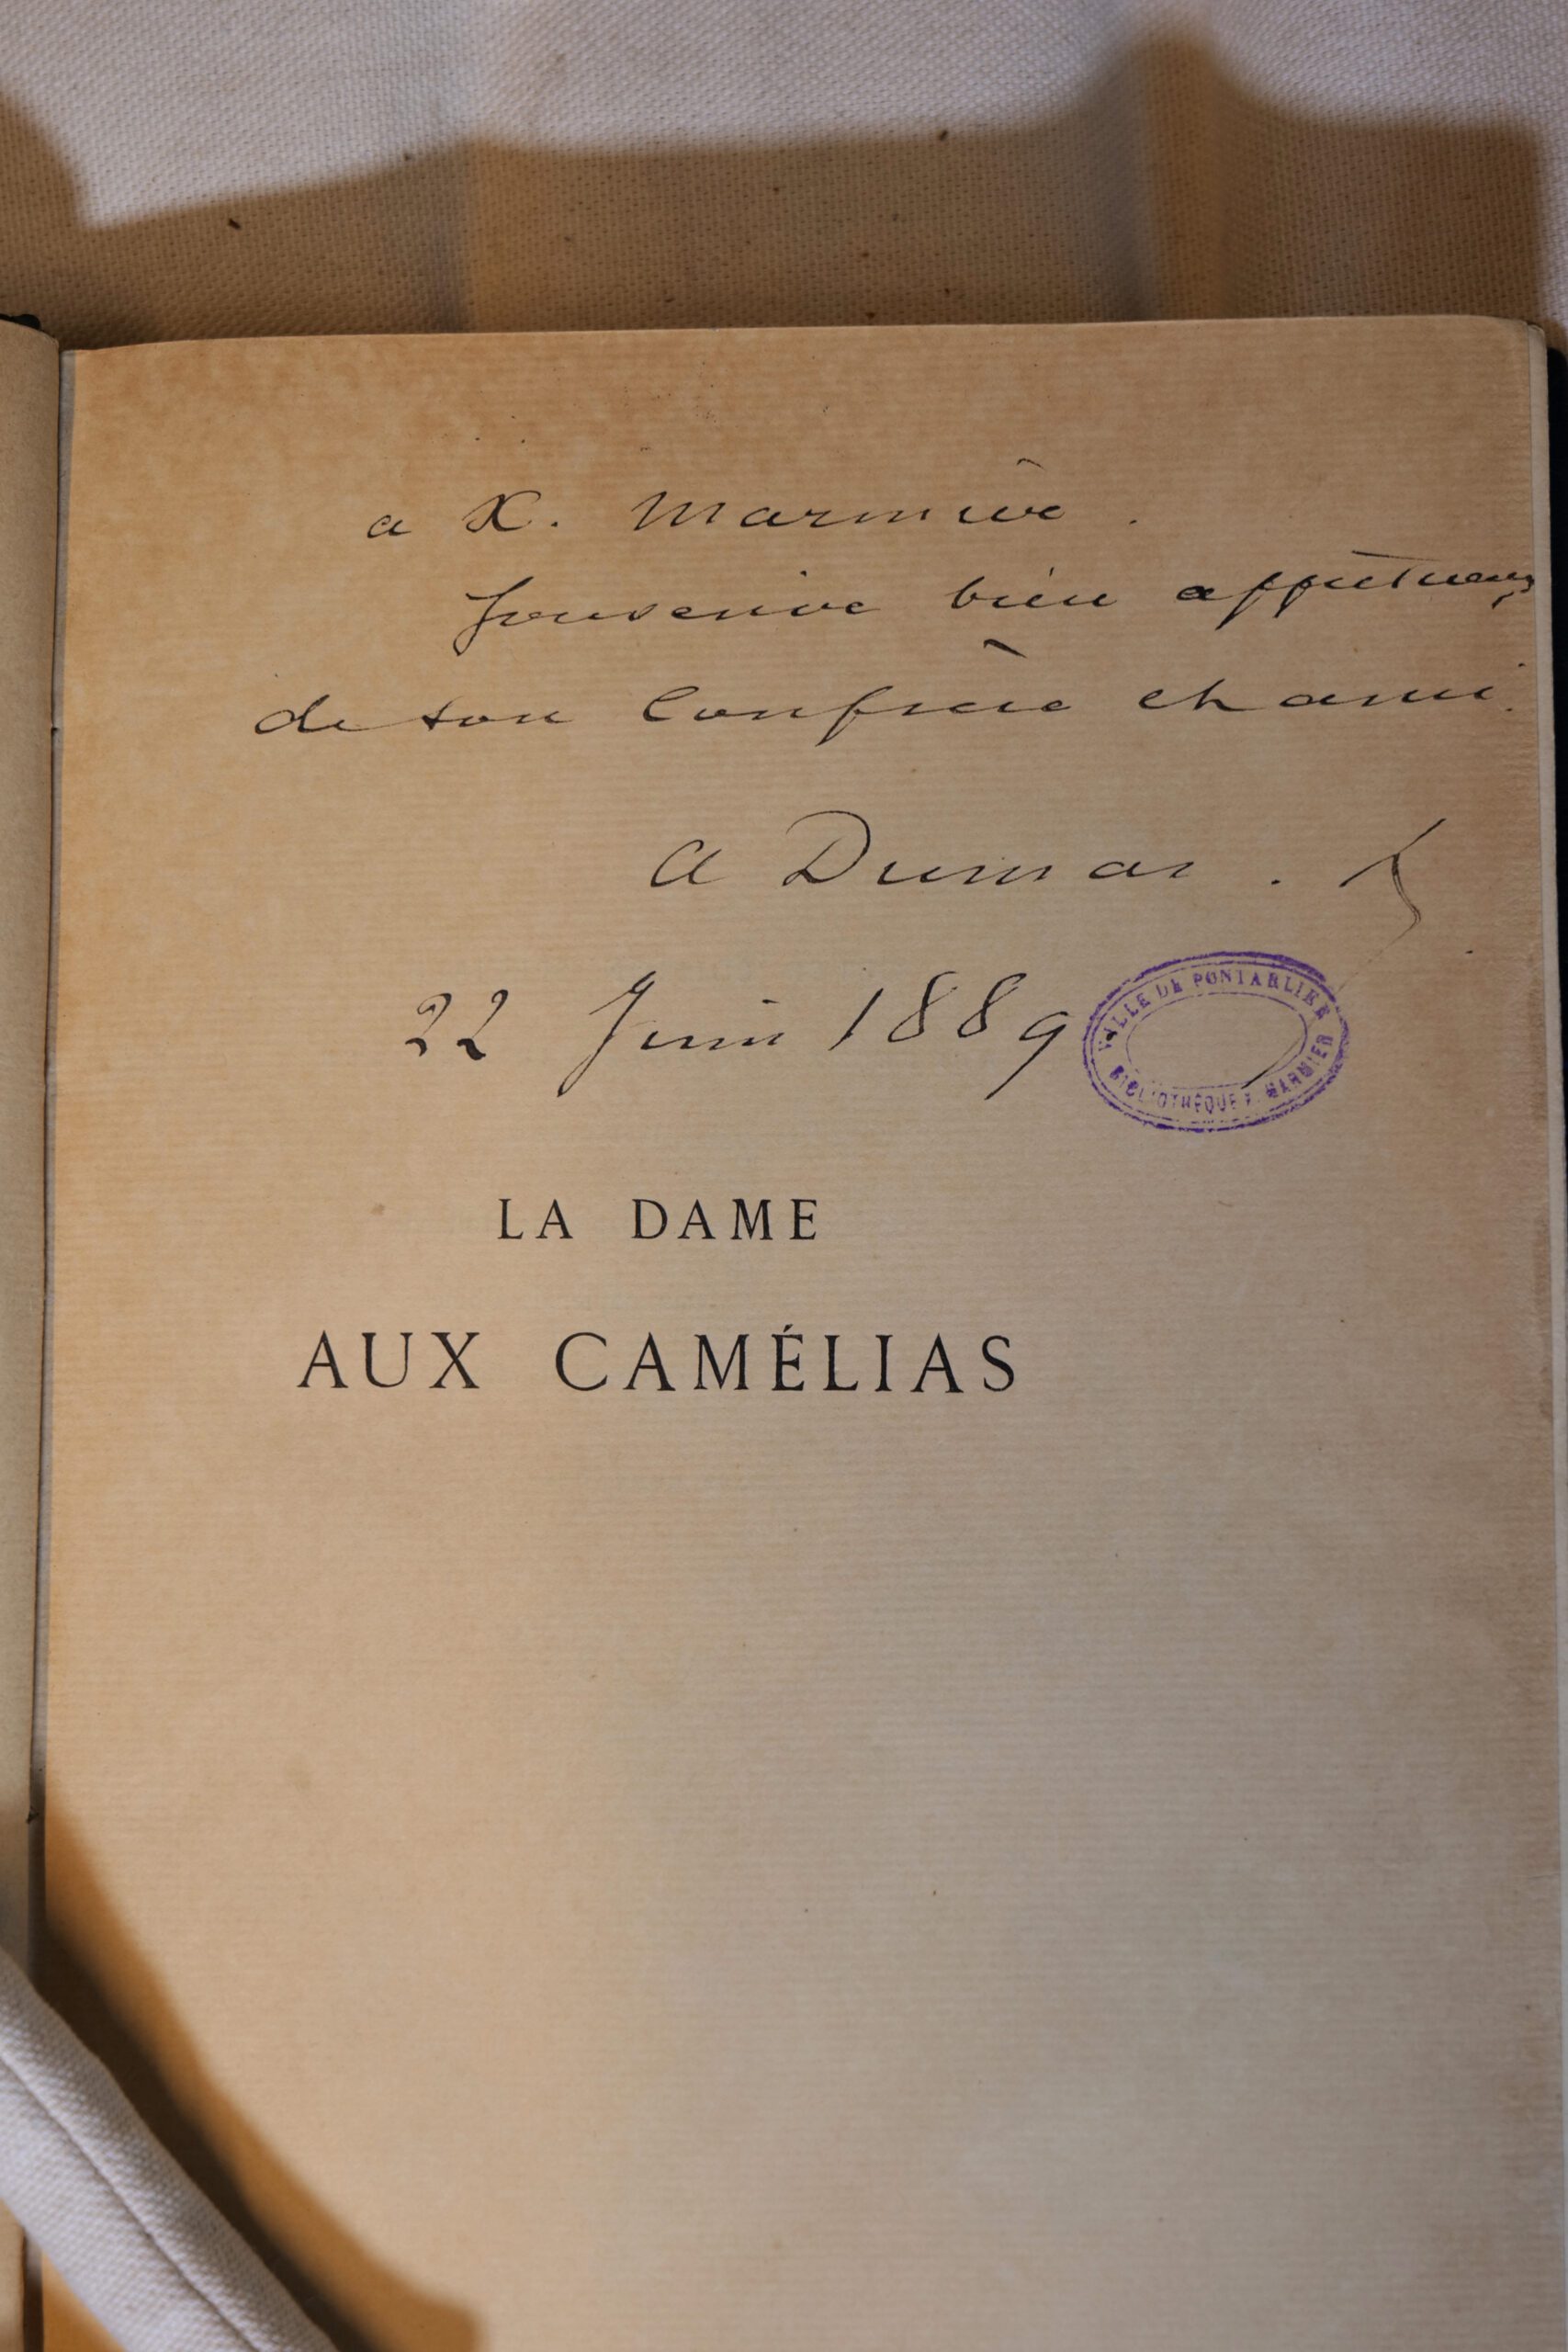 a X. Marmier.
souvenir bien affectueux
de son confrère et ami.
A Dumas. f
22 Juin 1889
VILLE DE PONTARLIER
BIBLIOTHÈQUE X. MARMIER
LA DAME
AUX CAMÉLIAS